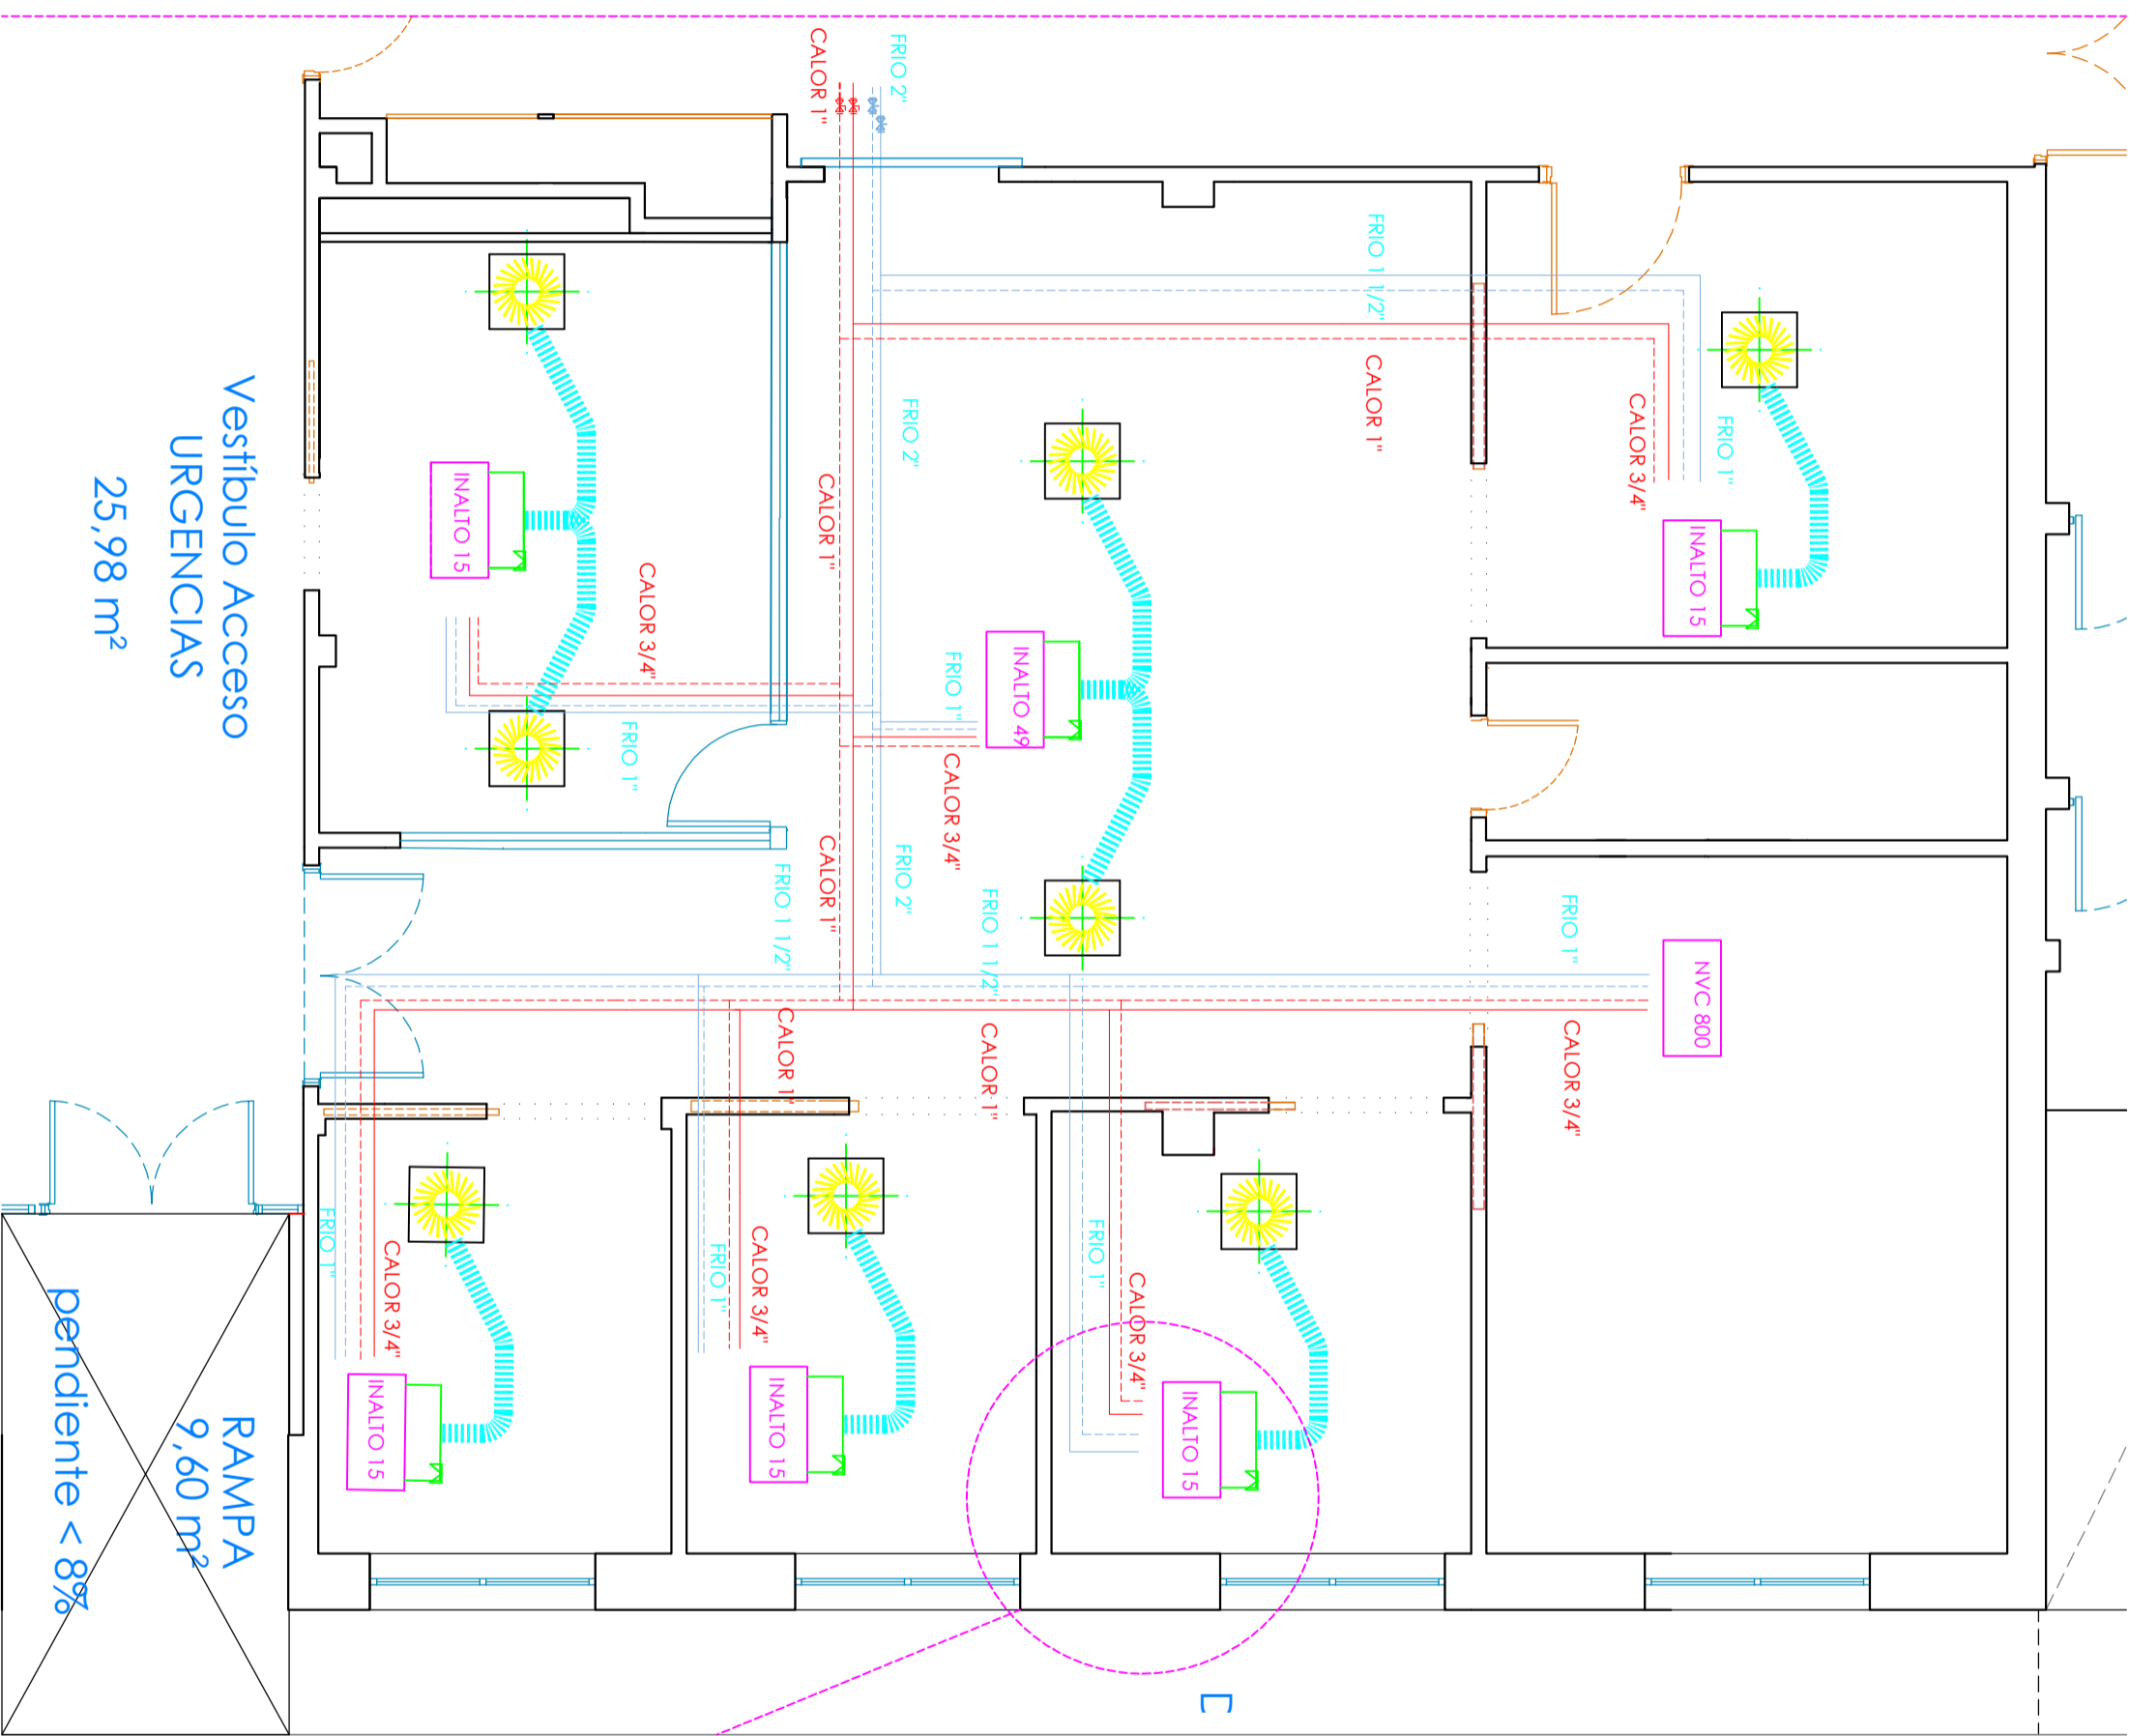 FRIO 2"
CALOR 1"
FRIO 1 1/2"
CALOR 1"
CALOR 3/4"
FRIO 1"
INALTO 15
FRIO 2"
CALOR 1"
INALTO 15
CALOR 3/4"
FRIO 1"
FRIO 1"
INALTO 49
CALOR 3/4"
Vestíbulo Acceso
URGENCIAS
25,98 m²
CALOR 1"
FRIO 2"
FRIO 1 1/2"
FRIO 1 1/2"
FRIO 1"
NVC 800
CALOR 1"
CALOR 1"
CALOR 3/4"
FRIO 1"
CALOR 3/4"
INALTO 15
FRIO 1"
CALOR 3/4"
INALTO 15
FRIO 1"
CALOR 3/4"
INALTO 15
RAMPA
9,60 m²
pendiente < 8%